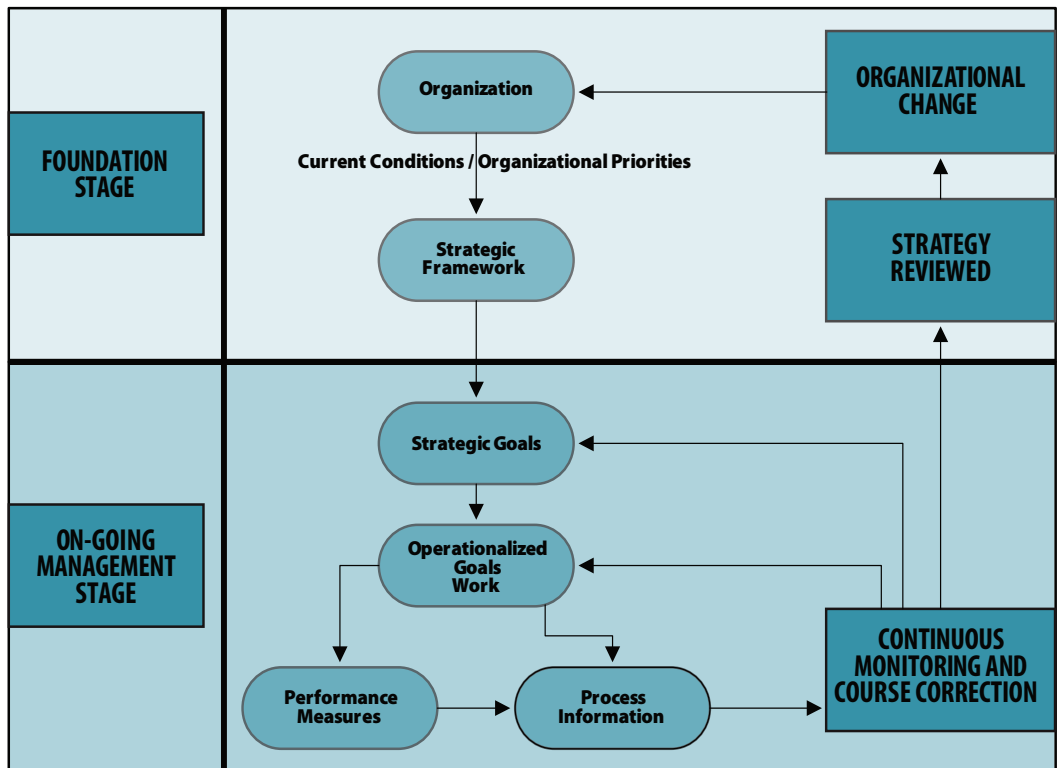 Organization
ORGANIZATIONAL
CHANGE
FOUNDATION
STAGE
Current Conditions / Organizational Priorities
Strategic
Framework
STRATEGY
REVIEWED
Strategic Goals
ON-GOING
MANAGEMENT
STAGE
Operationalized
Goals
Work
Performance
Measures
Process
Information
CONTINUOUS
MONITORING AND
COURSE CORRECTION